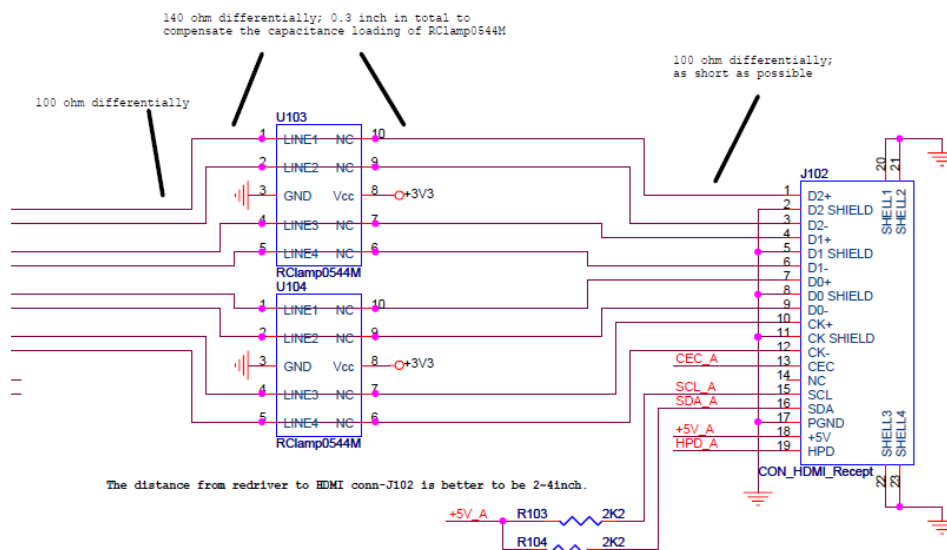 140 ohm differentially; 0.3 inch in total to
compensate the capacitance loading of RClamp0544M
100 ohm differentially;
as short as possible
100 ohm differentially
U103
1 LINE1 NC 10
2 LINE2 NC 9
3 GND Vcc 8 +3V3
4 LINE3 NC 7
5 LINE4 NC 6
RClamp0544M
U104
1 LINE1 NC 10
2 LINE2 NC 9
3 GND Vcc 8 +3V3
4 LINE3 NC 7
5 LINE4 NC 6
RClamp0544M
20
21
J102
SHELL1
SHELL2
1 D2+
2 D2 SHIELD
3 D2-
4 D1+
5 D1 SHIELD
6 D1-
7 D0+
8 D0 SHIELD
9 D0-
10 CK+
11 CK SHIELD
12 CK-
CEC_A 13 CEC
14 NC
SCL_A 15 SCL
SDA_A 16 SDA
17 PGND
+5V_A 18 +5V
HPD_A 19 HPD
SHELL3
SHELL4
CON_HDMI_Recept
22
23
The distance from redriver to HDMI conn-J102 is better to be 2~4inch.
+5V_A R103 2K2
R104 2K2